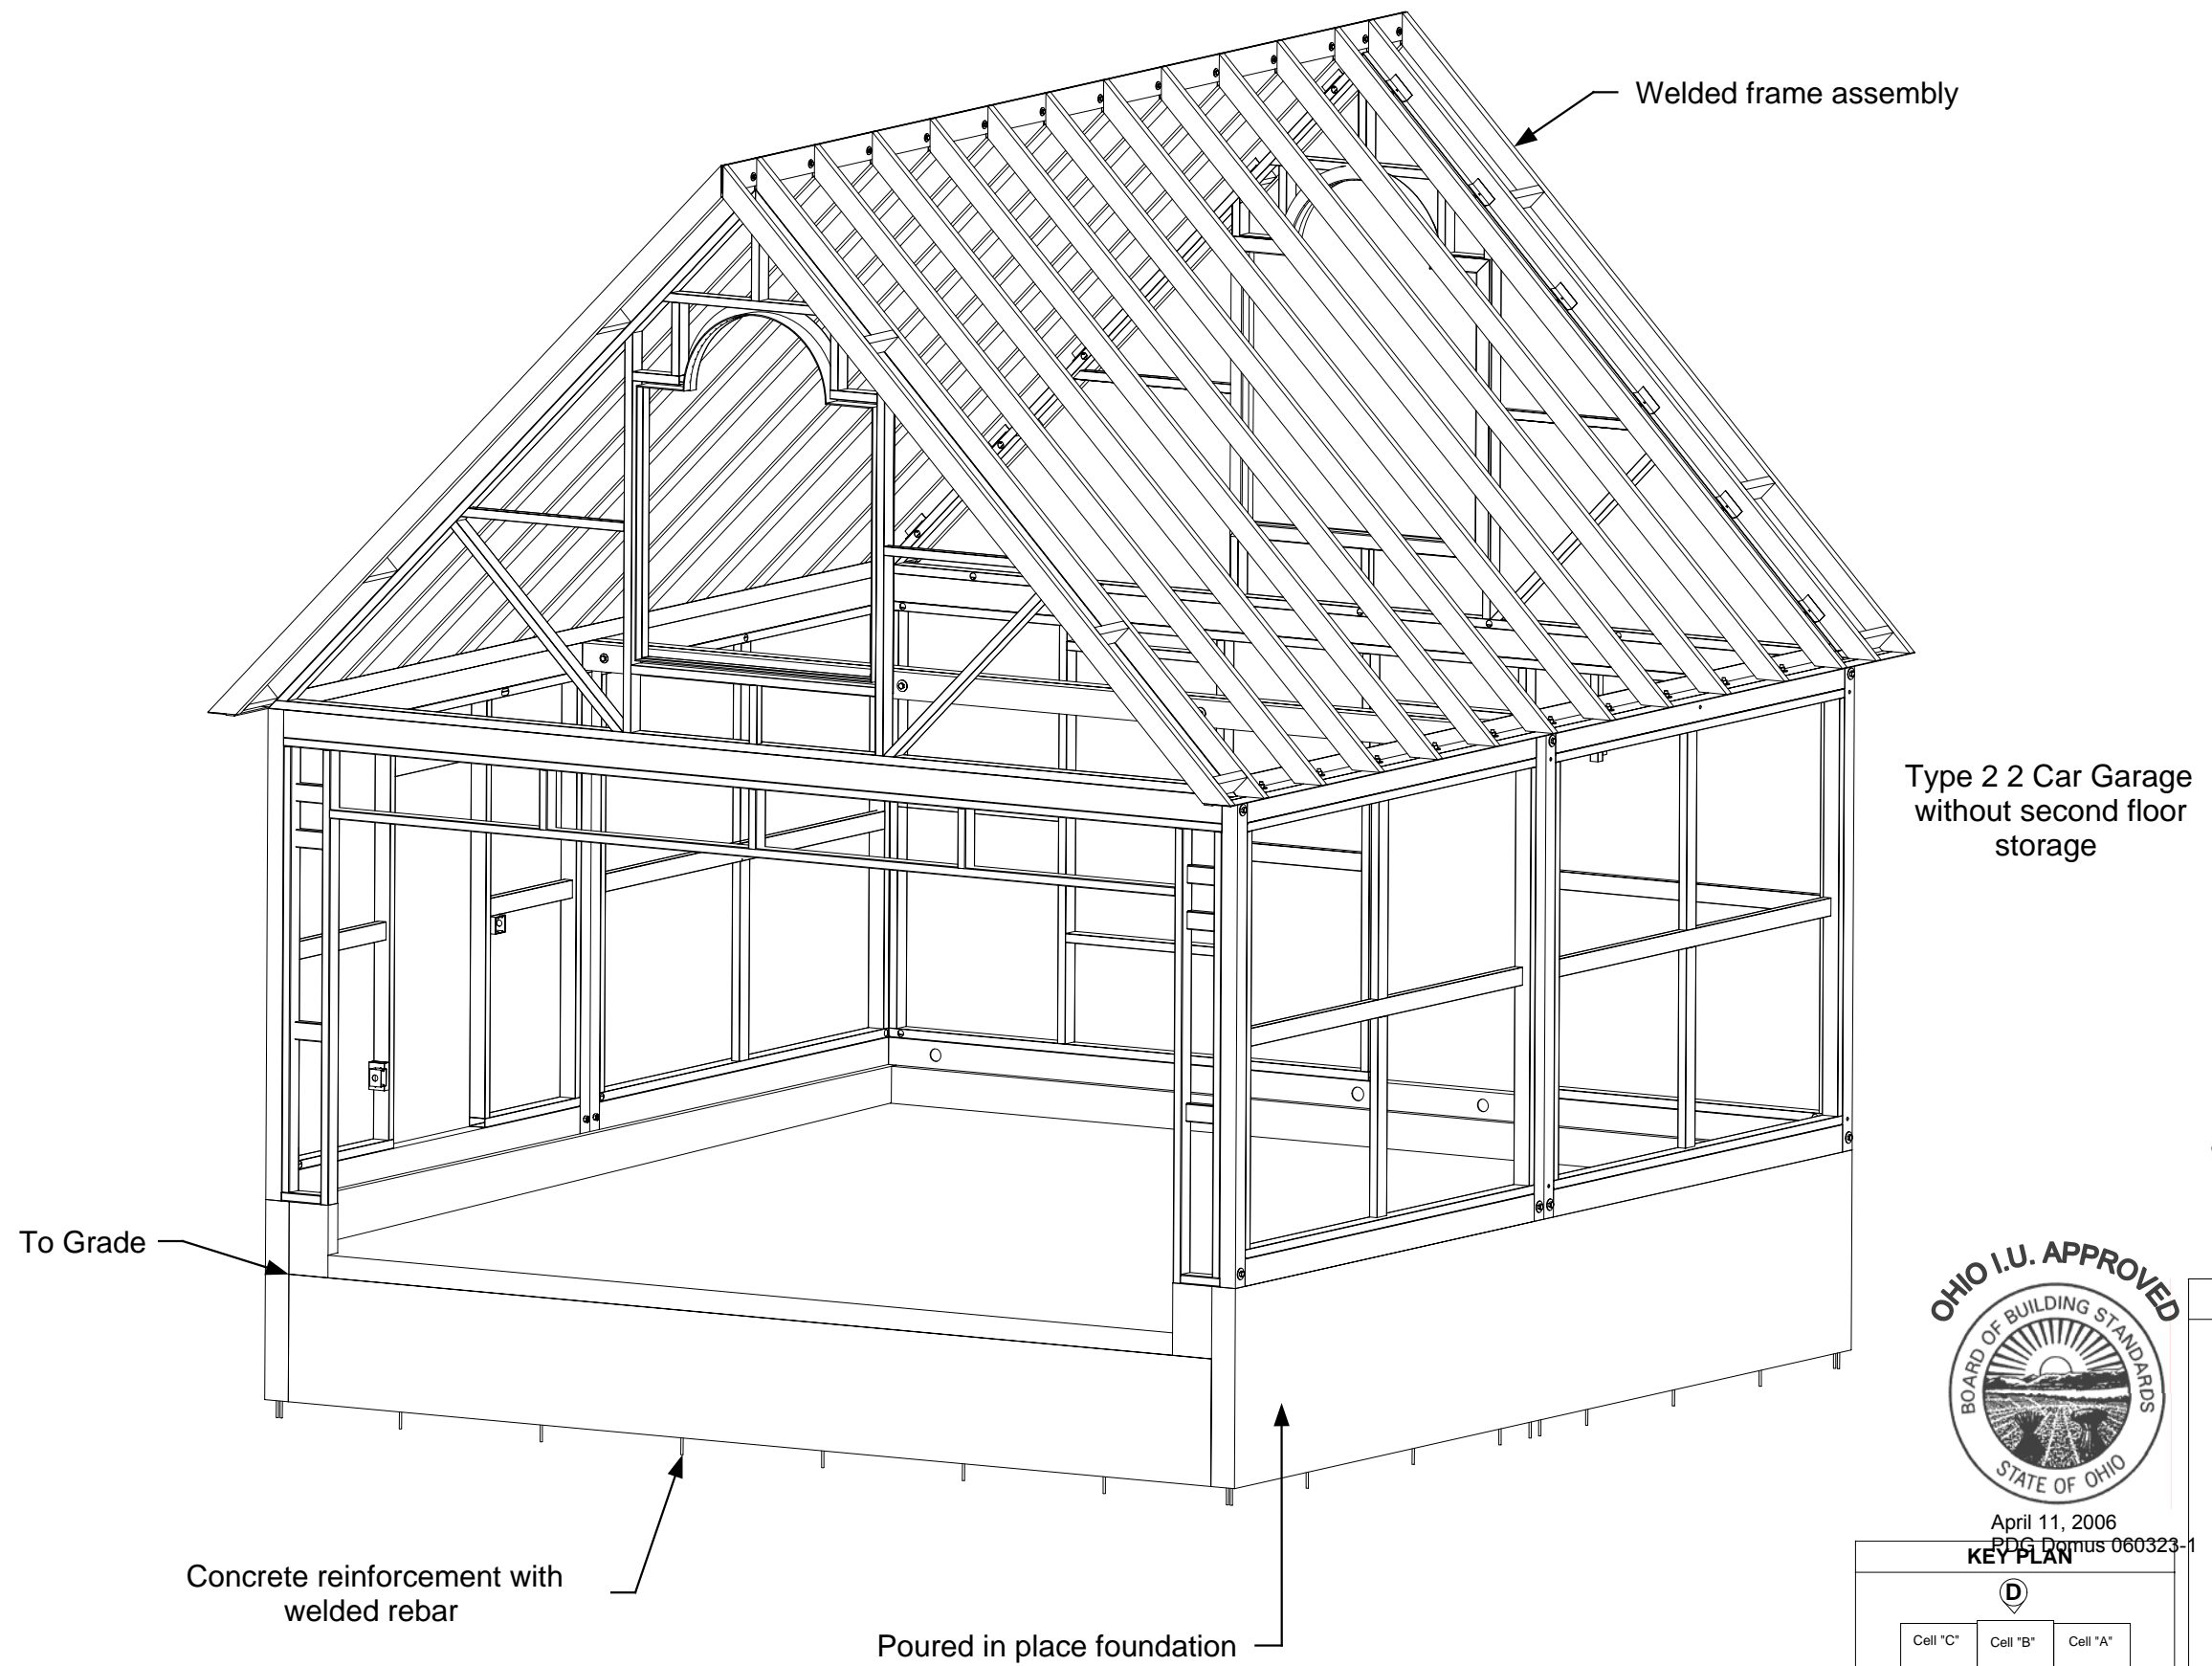 Welded frame assembly
Type 2 2 Car Garage
without second floor
storage
To Grade
OHIO I.U. APPROVED
BOARD OF BUILDING STANDARDS
STATE OF OHIO
April 11, 2006
PDG Domus 060323-1
KEY PLAN
D
Cell "C" Cell "B" Cell "A"
Concrete reinforcement with
welded rebar
Poured in place foundation